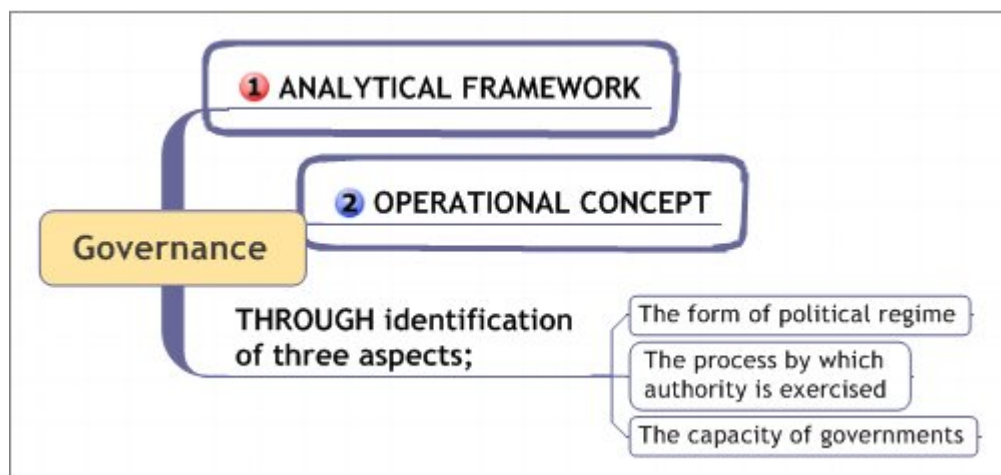 1 ANALYTICAL FRAMEWORK
2 OPERATIONAL CONCEPT
Governance
THROUGH identification
of three aspects;
The form of political regime
The process by which
authority is exercised
The capacity of governments